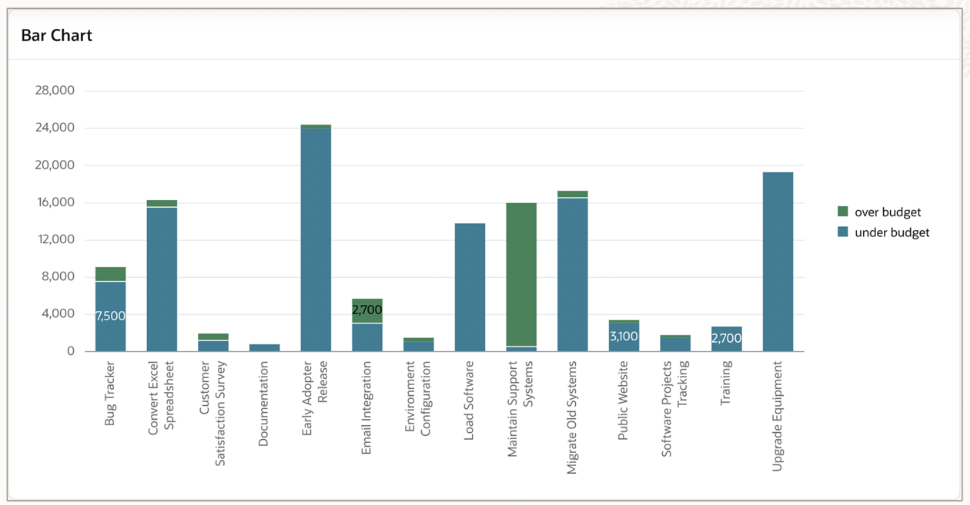 Bar Chart
28,000
24,000
20,000
16,000
12,000
8,000
4,000
0
7,500
2,700
3,100
2,700
Bug Tracker
Convert Excel
Spreadsheet
Customer
Satisfaction Survey
Documentation
Early Adopter
Release
Email Integration
Environment
Configuration
Load Software
Maintain Support
Systems
Migrate Old Systems
Public Website
Software Projects
Tracking
Training
Upgrade Equipment
over budget
under budget